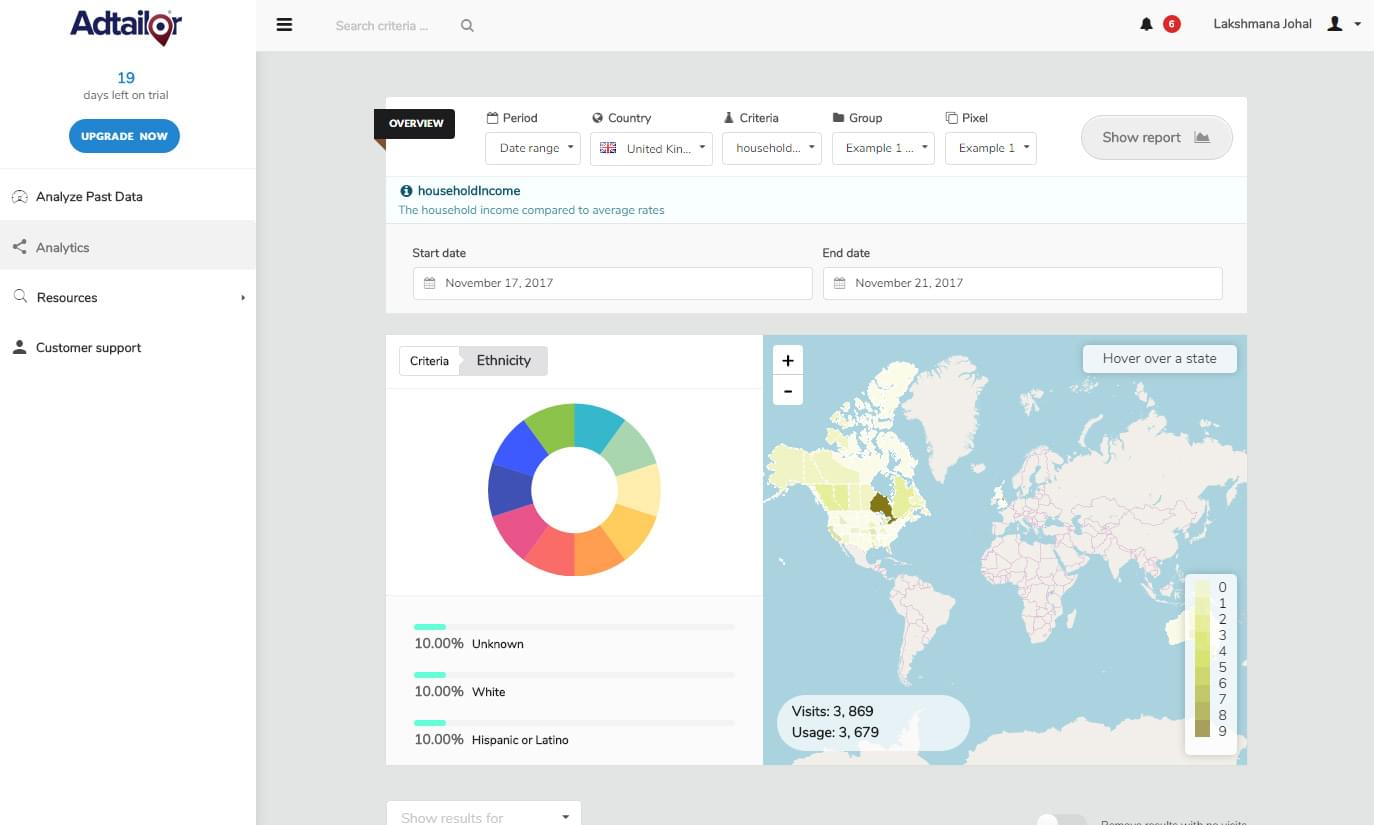 Adtailor
19
days left on trial
UPGRADE NOW
Analyze Past Data
Analytics
Resources
Customer support
Search criteria ...
6
Lakshmana Johal
OVERVIEW
Period
Date range
Country
United Kin...
Criteria
household...
Group
Example 1 ...
Pixel
Example 1
Show report
householdIncome
The household income compared to average rates
Start date
November 17, 2017
End date
November 21, 2017
Criteria
Ethnicity
10.00% Unknown
10.00% White
10.00% Hispanic or Latino
+
-
Hover over a state
Visits: 3, 869
Usage: 3, 679
0
1
2
3
4
5
6
7
8
9
Show results for
Remove results with no visits